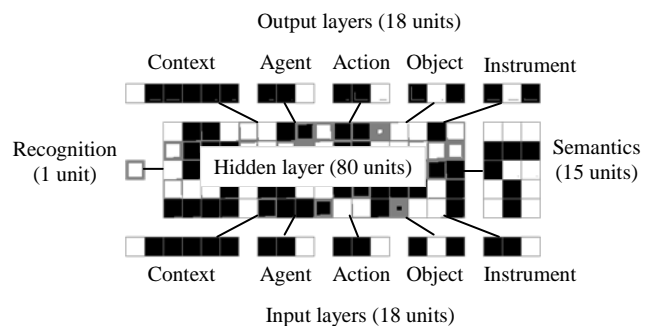 Output layers (18 units)
Context Agent Action Object Instrument
Recognition
(1 unit)
Hidden layer (80 units)
Semantics
(15 units)
Context Agent Action Object Instrument
Input layers (18 units)